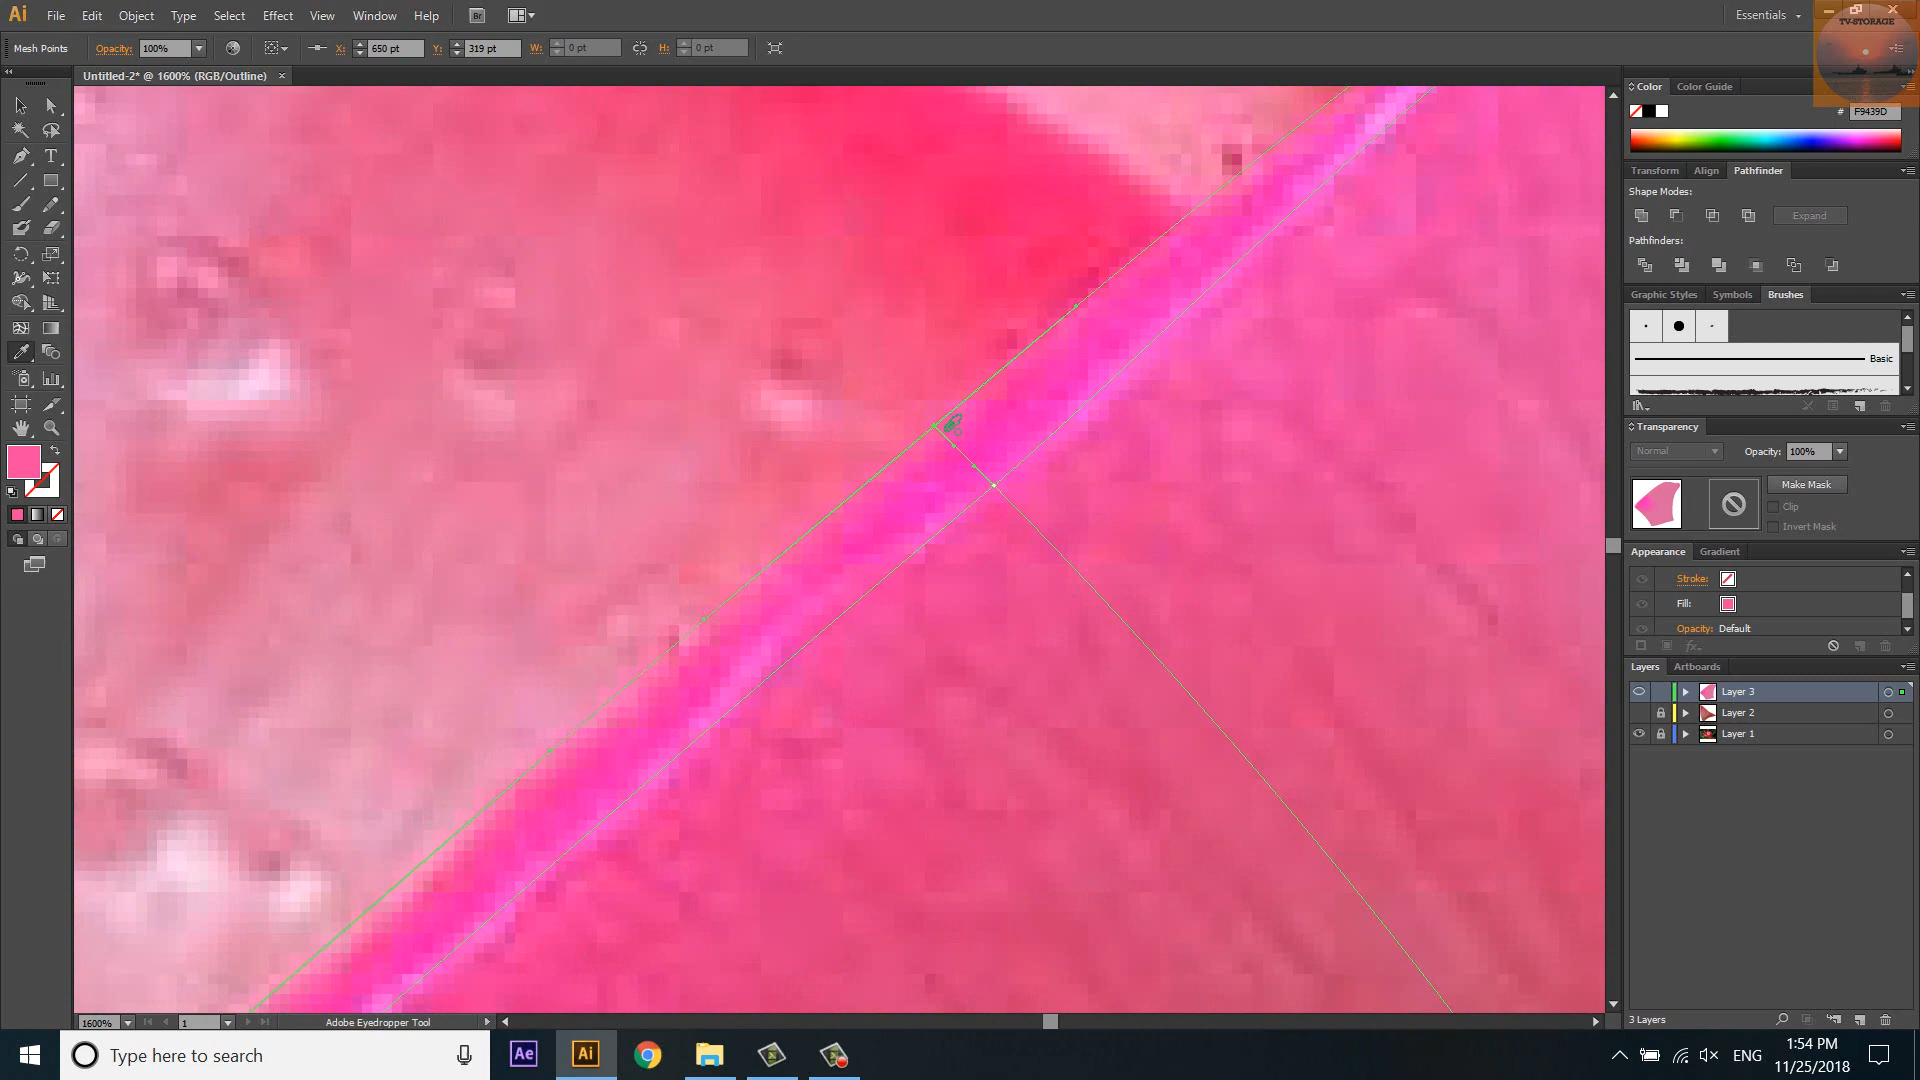 Ai File Edit Object Type Select Effect View Window Help Br Essentials
TV-STORAGE
Mesh Points Opacity: 100% X: 650 pt Y: 319 pt W: 0 pt H: 0 pt
Untitled-2* @ 1600% (RGB/Outline) ×
Color Color Guide
# F9439D
Transform Align Pathfinder
Shape Modes:
Expand
Pathfinders:
Graphic Styles Symbols Brushes
Basic
Transparency
Normal Opacity: 100%
Make Mask
Clip
Invert Mask
Appearance Gradient
Stroke:
Fill:
Opacity: Default
fx
Layers Artboards
Layer 3
Layer 2
Layer 1
3 Layers
1600% 1 Adobe Eyedropper Tool
Type here to search Ae Ai ENG 1:54 PM
11/25/2018